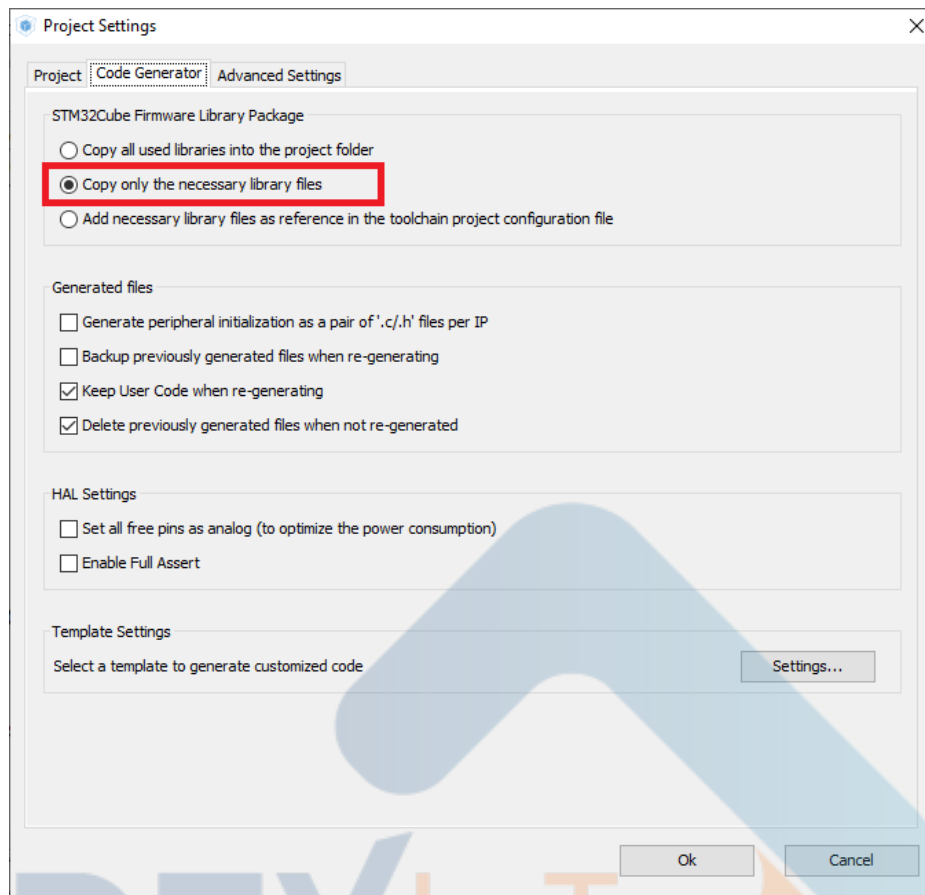 Project Settings
Project Code Generator Advanced Settings
STM32Cube Firmware Library Package
Copy all used libraries into the project folder
Copy only the necessary library files
Add necessary library files as reference in the toolchain project configuration file
Generated files
Generate peripheral initialization as a pair of '.c/.h' files per IP
Backup previously generated files when re-generating
Keep User Code when re-generating
Delete previously generated files when not re-generated
HAL Settings
Set all free pins as analog (to optimize the power consumption)
Enable Full Assert
Template Settings
Select a template to generate customized code Settings...
Ok Cancel